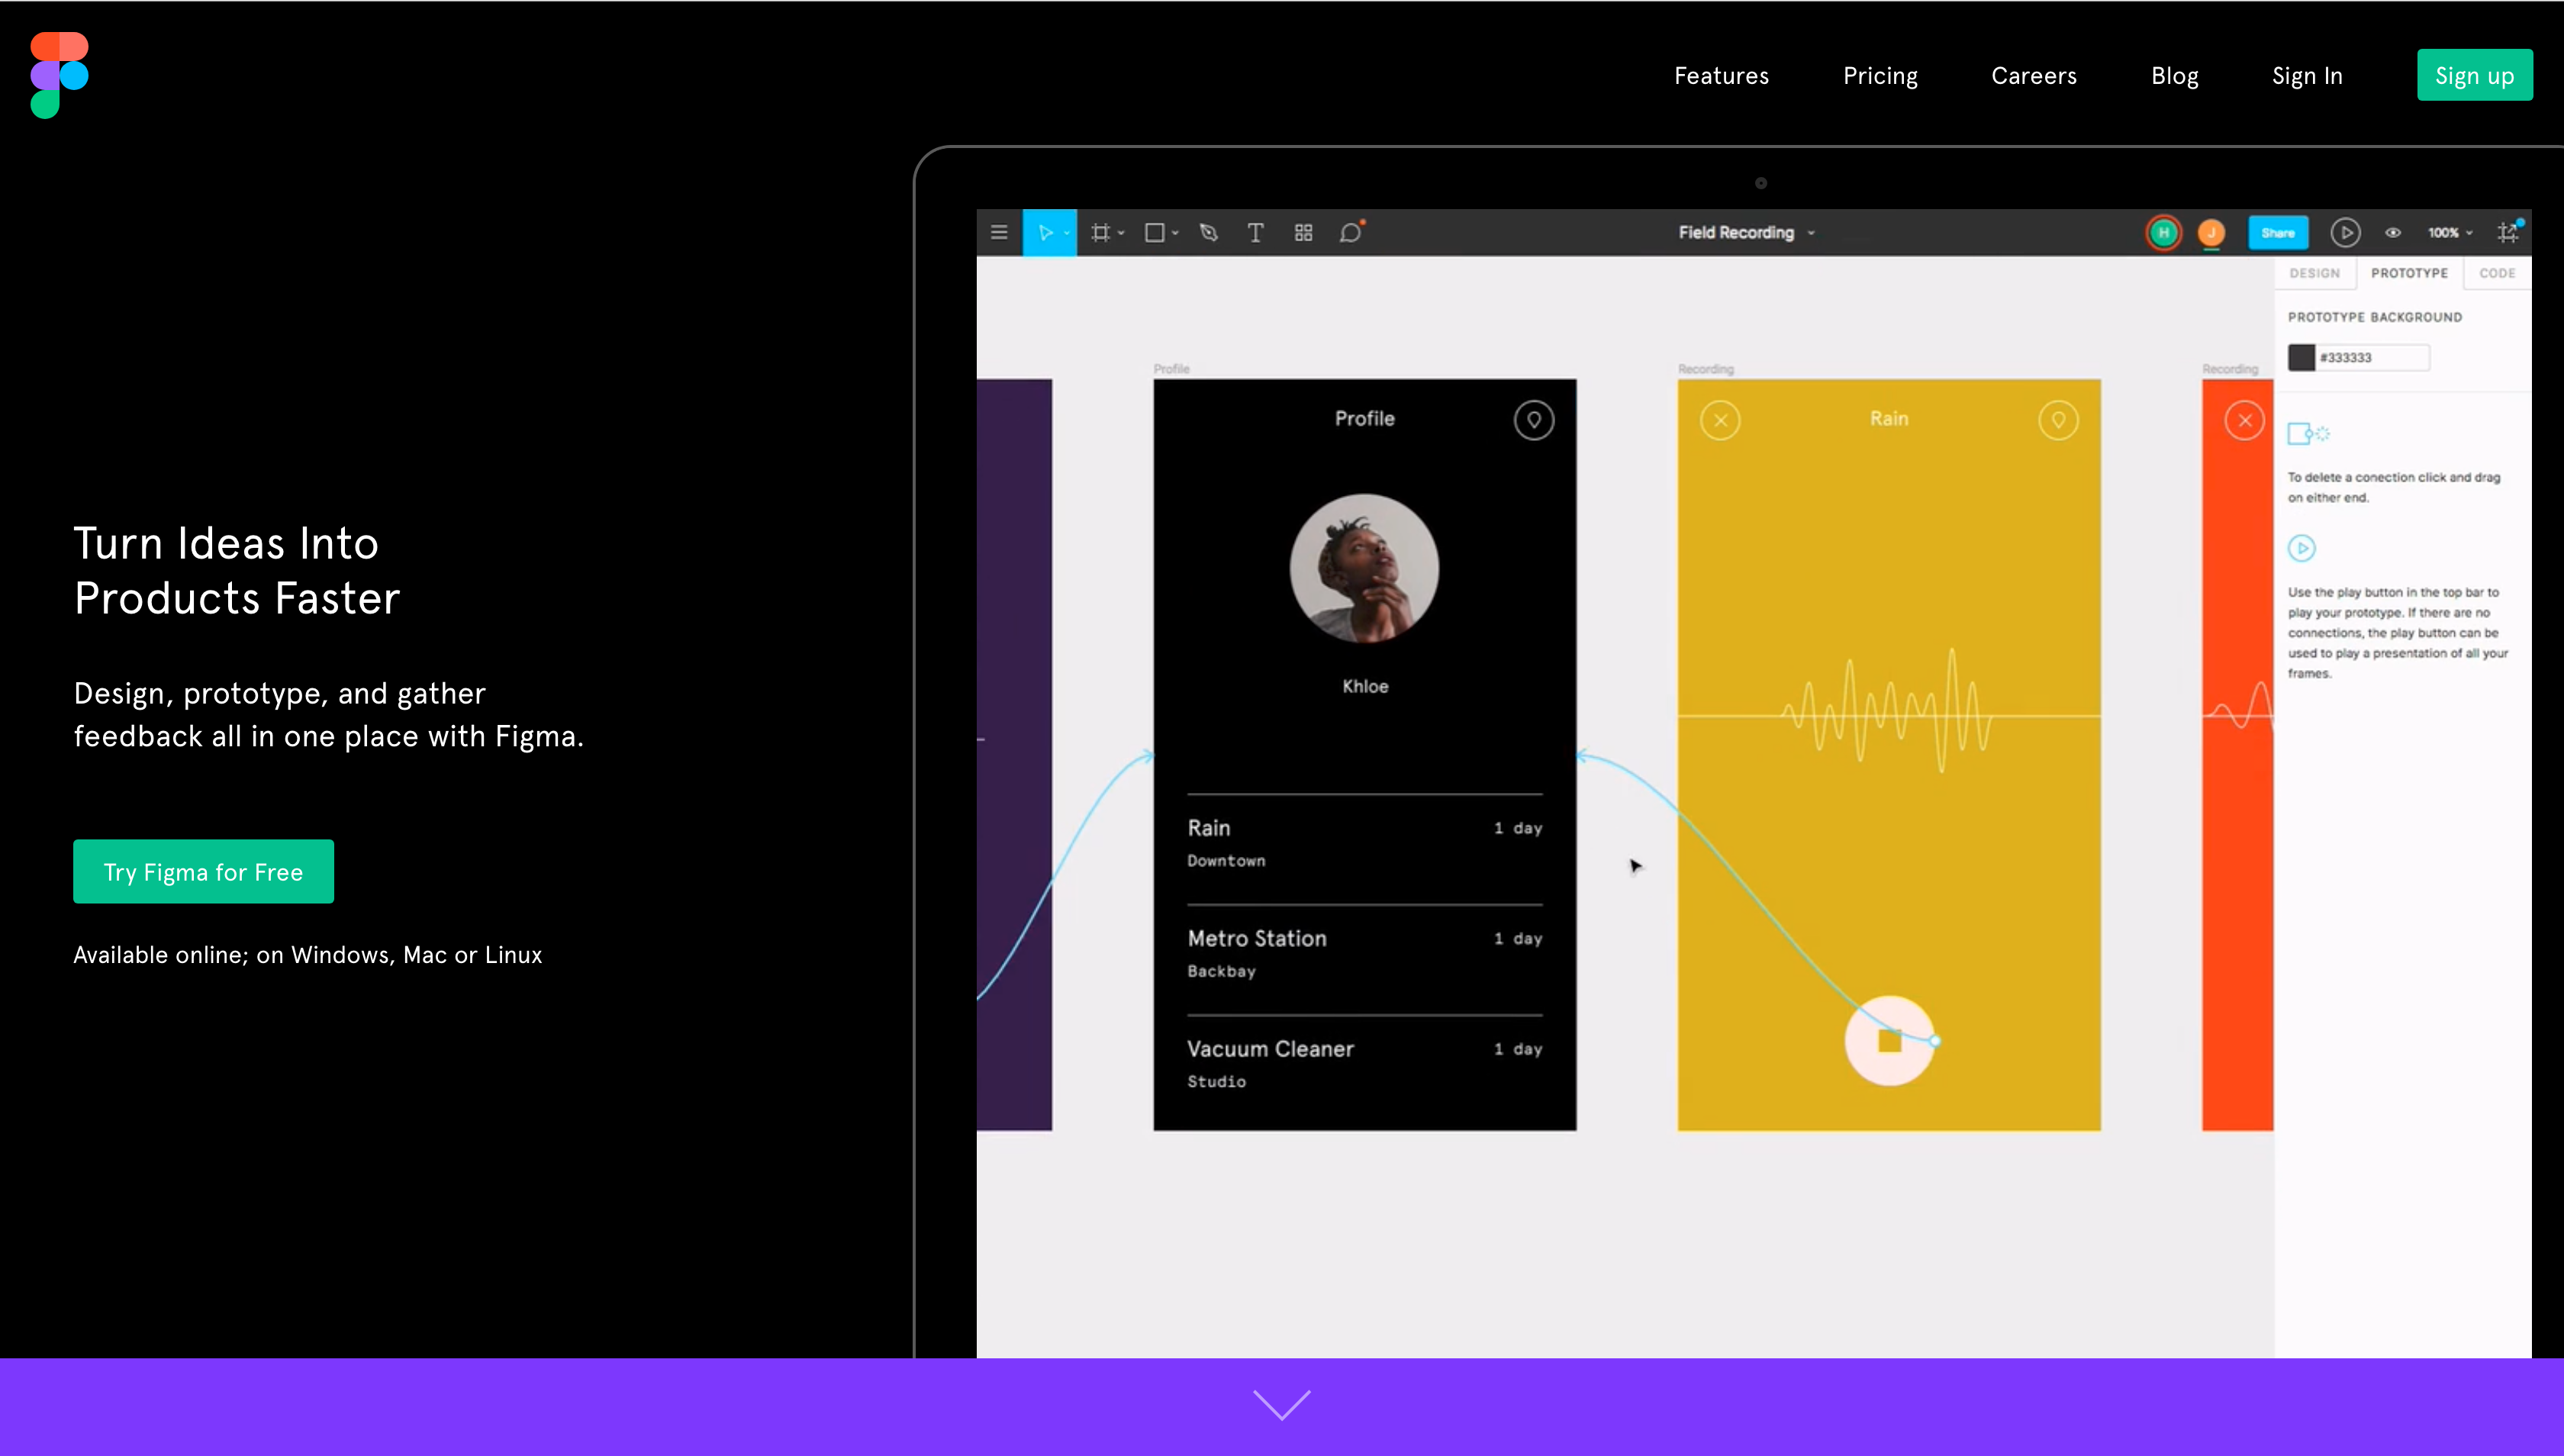 Features
Pricing
Careers
Blog
Sign In
Sign up
Turn Ideas Into
Products Faster
Design, prototype, and gather
feedback all in one place with Figma.
Try Figma for Free
Available online; on Windows, Mac or Linux
Field Recording
H
J
Share
100%
DESIGN
PROTOTYPE
CODE
PROTOTYPE BACKGROUND
#333333
To delete a conection click and drag
on either end.
Use the play button in the top bar to
play your prototype. If there are no
connections, the play button can be
used to play a presentation of all your
frames.
Profile
Profile
Khloe
Rain
1 day
Downtown
Metro Station
1 day
Backbay
Vacuum Cleaner
1 day
Studio
Recording
Rain
Recording